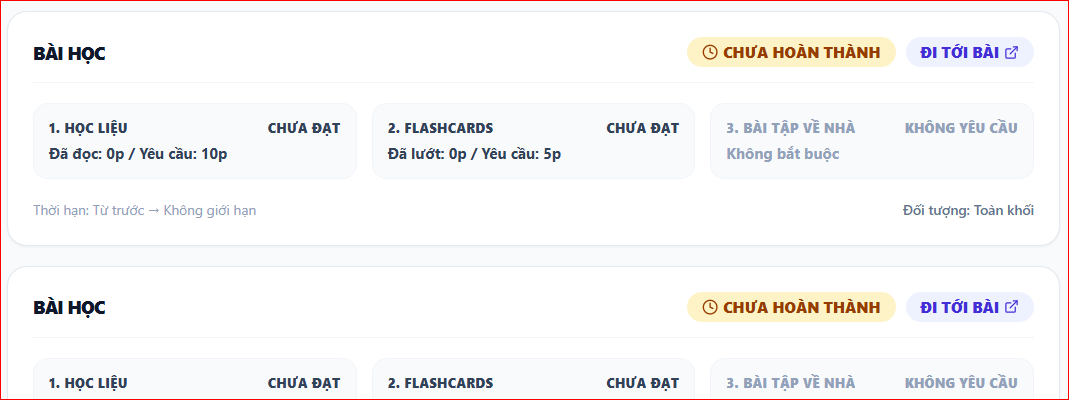 BÀI HỌC
CHƯA HOÀN THÀNH
ĐI TỚI BÀI
1. HỌC LIỆU CHƯA ĐẠT
Đã đọc: 0p / Yêu cầu: 10p
2. FLASHCARDS CHƯA ĐẠT
Đã lướt: 0p / Yêu cầu: 5p
3. BÀI TẬP VỀ NHÀ KHÔNG YÊU CẦU
Không bắt buộc
Thời hạn: Từ trước → Không giới hạn
Đối tượng: Toàn khối
BÀI HỌC
CHƯA HOÀN THÀNH
ĐI TỚI BÀI
1. HỌC LIỆU CHƯA ĐẠT
2. FLASHCARDS CHƯA ĐẠT
3. BÀI TẬP VỀ NHÀ KHÔNG YÊU CẦU